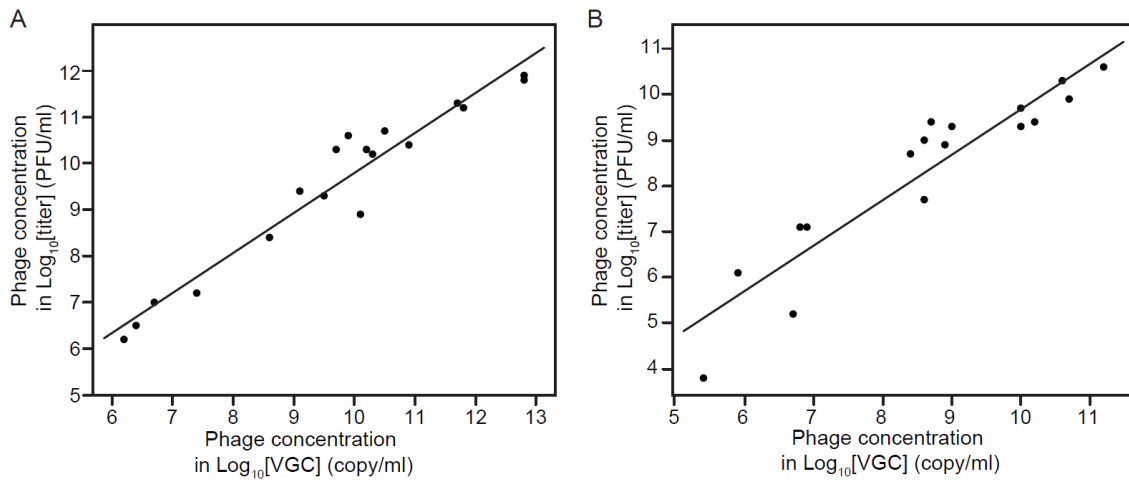 A
Phage concentration
in Log10[titer] (PFU/ml)
12
11
10
9
8
7
6
5
6 7 8 9 10 11 12 13
Phage concentration
in Log10[VGC] (copy/ml)
B
Phage concentration
in Log10[titer] (PFU/ml)
11
10
9
8
7
6
5
4
5 6 7 8 9 10 11
Phage concentration
in Log10[VGC] (copy/ml)